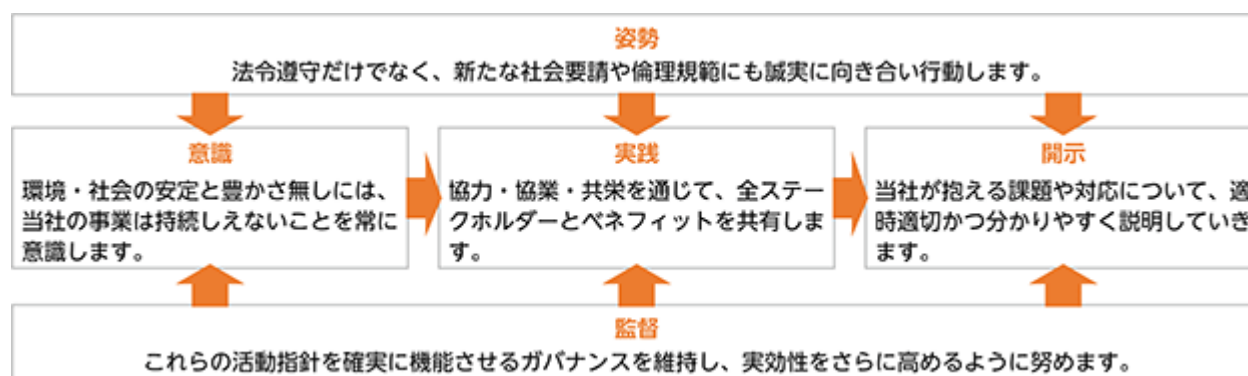 姿勢
法令遵守だけでなく、新たな社会要請や倫理規範にも誠実に向き合い行動します。
意識
環境・社会の安定と豊かさ無しには、
当社の事業は持続しえないことを常に
意識します。
実践
協力・協業・共栄を通じて、全ステー
クホルダーとベネフィットを共有しま
す。
開示
当社が抱える課題や対応について、適
時適切かつ分かりやすく説明していき
ます。
監督
これらの活動指針を確実に機能させるガバナンスを維持し、実効性をさらに高めるように努めます。